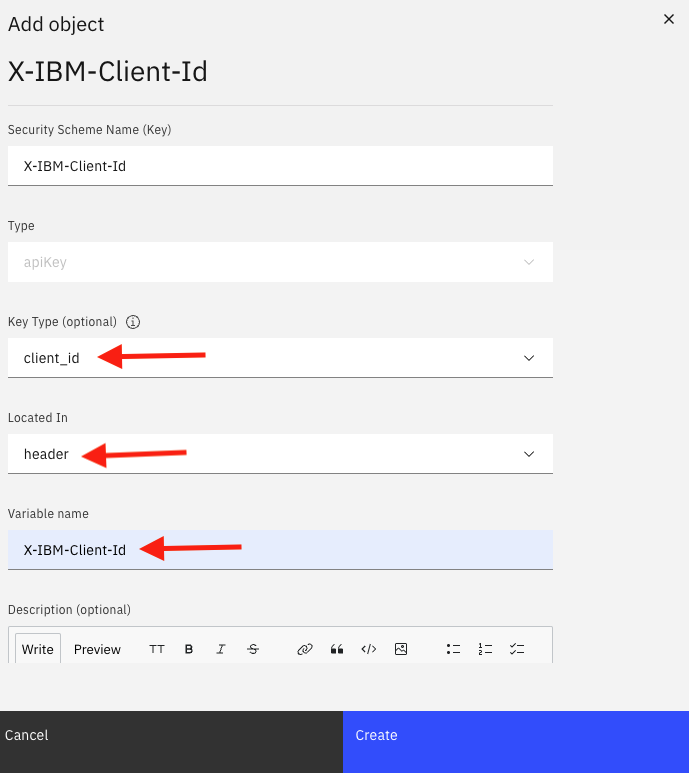 Add object
X-IBM-Client-Id
Security Scheme Name (Key)
X-IBM-Client-Id
Type
apiKey
Key Type (optional)
client_id
Located In
header
Variable name
X-IBM-Client-Id
Description (optional)
Write Preview TT B I S
Cancel Create